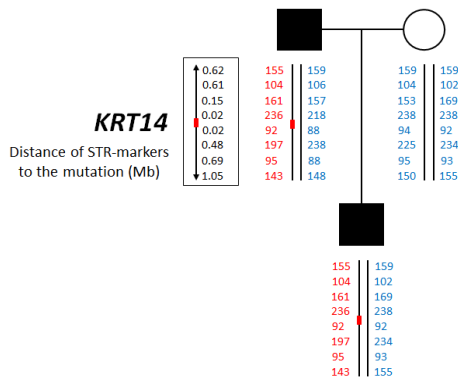 0.62 155 159 159 159
0.61 104 106 104 102
0.15 161 157 153 169
0.02 236 218 238 238
KRT14 0.02 92 88 94 92
Distance of STR-markers 0.48 197 238 225 234
to the mutation (Mb) 0.69 95 88 95 93
1.05 143 148 150 155
155 159
104 102
161 169
236 238
92 92
197 234
95 93
143 155